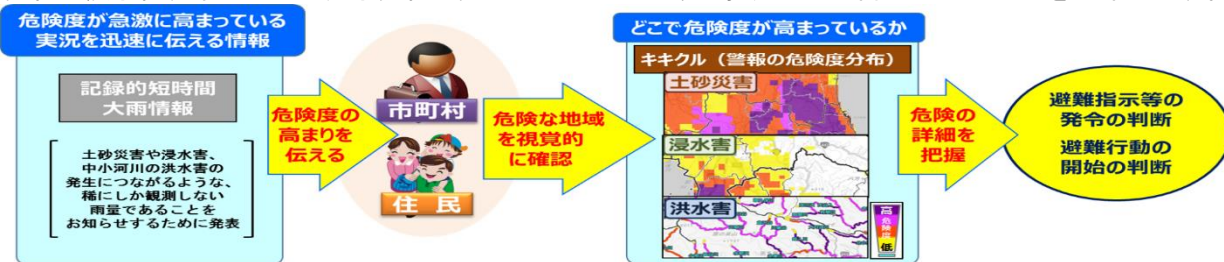 危険度が急激に高まっている
実況を迅速に伝える情報
記録的短時間
大雨情報
土砂災害や浸水害、
中小河川の洪水害の
発生につながるような、
稀にしか観測しない
雨量であることを
お知らせするために発表
危険度の
高まりを
伝える
市町村
住民
危険な地域
を視覚的
に確認
どこで危険度が高まっているか
キキクル（警報の危険度分布）
土砂災害
浸水害
洪水害
高
危険度
低
危険の
詳細を
把握
避難指示等の
発令の判断
避難行動の
開始の判断